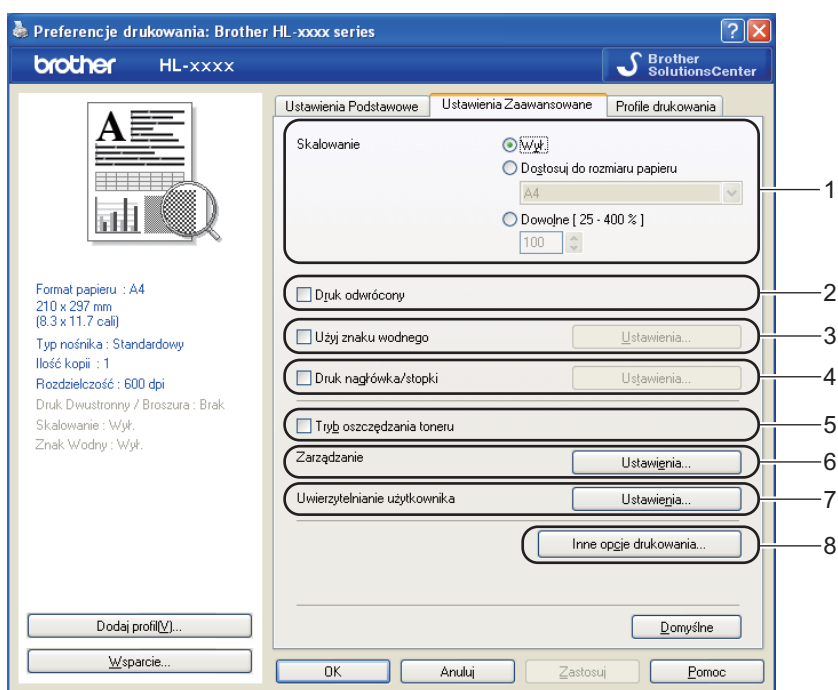 Preferencje drukowania: Brother HL-xxxx series
brother HL-xxxx
Brother
SolutionsCenter
A
Format papieru : A4
210 x 297 mm
(8.3 x 11.7 cali)
Typ nośnika : Standardowy
Ilość kopii : 1
Rozdzielczość : 600 dpi
Druk Dwustronny / Broszura : Brak
Skalowanie : Wył.
Znak Wodny : Wył.
Dodaj profil(V)...
Wsparcie...
Ustawienia Podstawowe
Ustawienia Zaawansowane
Profile drukowania
Skalowanie
Wył.
Dostosuj do rozmiaru papieru
A4
Dowolne [ 25 - 400 % ]
100
1
Druk odwrócony
2
Użyj znaku wodnego
Ustawienia...
3
Druk nagłówka/stopki
Ustawienia...
4
Tryb oszczędzania toneru
5
Zarządzanie
Ustawienia...
6
Uwierzytelnianie użytkownika
Ustawienia...
7
Inne opcje drukowania...
8
Domyślne
OK
Anuluj
Zastosuj
Pomoc